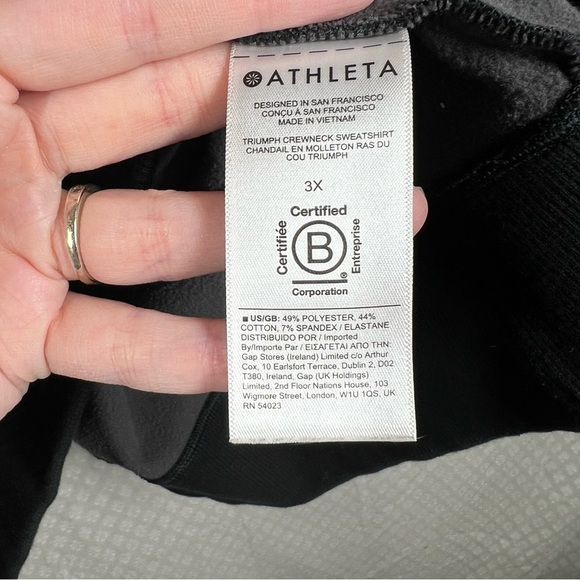 ATHLETA
DESIGNED IN SAN FRANCISCO
CONÇU À SAN FRANCISCO
MADE IN VIETNAM
TRIUMPH CREWNECK SWEATSHIRT
CHANDAIL EN MOLLETON RAS DU
COU TRIUMPH
3X
Certified
Certifiée
B
Entreprise
®
Corporation
■ US/GB: 49% POLYESTER, 44%
COTTON, 7% SPANDEX / ELASTANE
DISTRIBUIDO POR / Imported
By/Importe Par / ΕΙΣΑΓΕΤΑΙ ΑΠΟ ΤΗΝ:
Gap Stores (Ireland) Limited c/o Arthur
Cox, 10 Earlsfort Terrace, Dublin 2, D02
T380, Ireland, Gap (UK Holdings)
Limited, 2nd Floor Nations House, 103
Wigmore Street, London, W1U 1QS, UK
RN 54023